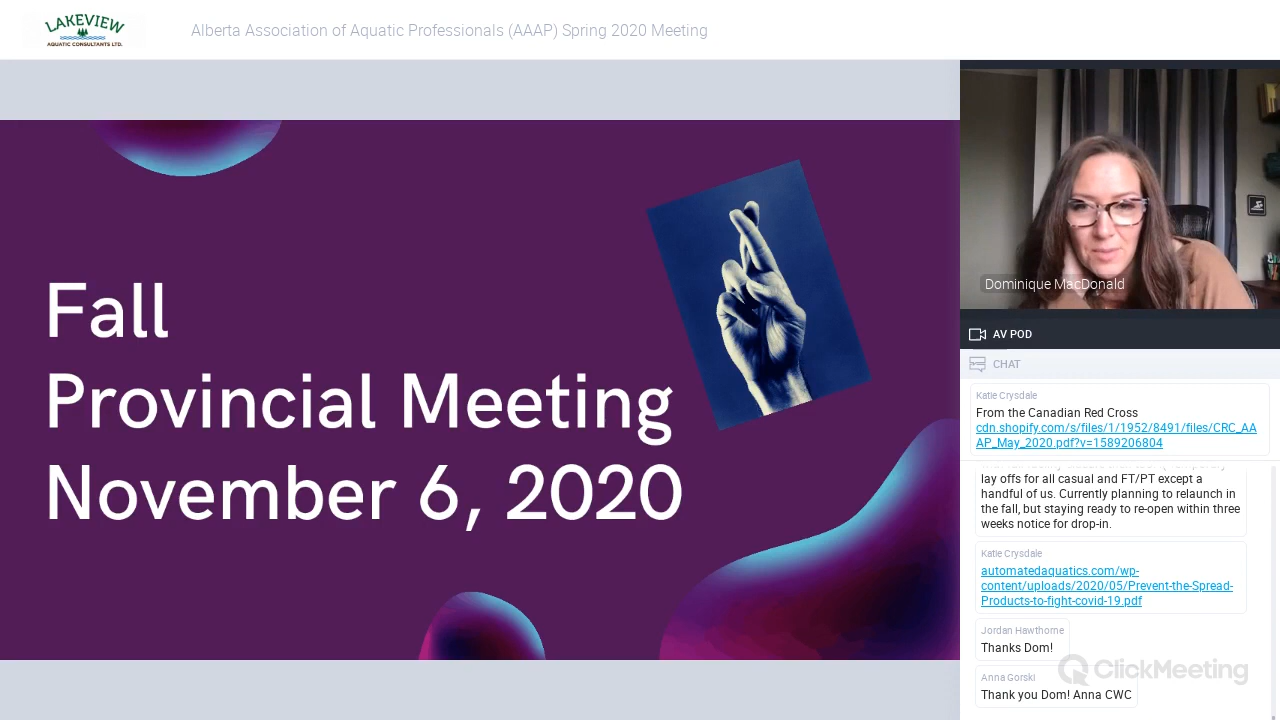 LAKEVIEW
AQUATIC CONSULTANTS LTD.
Alberta Association of Aquatic Professionals (AAAP) Spring 2020 Meeting
Fall
Provincial Meeting
November 6, 2020
Dominique MacDonald
AV POD
CHAT
Katie Crysdale
From the Canadian Red Cross
cdn.shopify.com/s/files/1/1952/8491/files/CRC_AA
AP_May_2020.pdf?v=1589206804
lay offs for all casual and FT/PT except a
handful of us. Currently planning to relaunch in
the fall, but staying ready to re-open within three
weeks notice for drop-in.
Katie Crysdale
automatedaquatics.com/wp-
content/uploads/2020/05/Prevent-the-Spread-
Products-to-fight-covid-19.pdf
Jordan Hawthorne
Thanks Dom!
Anna Gorski
Thank you Dom! Anna CWC
ClickMeeting